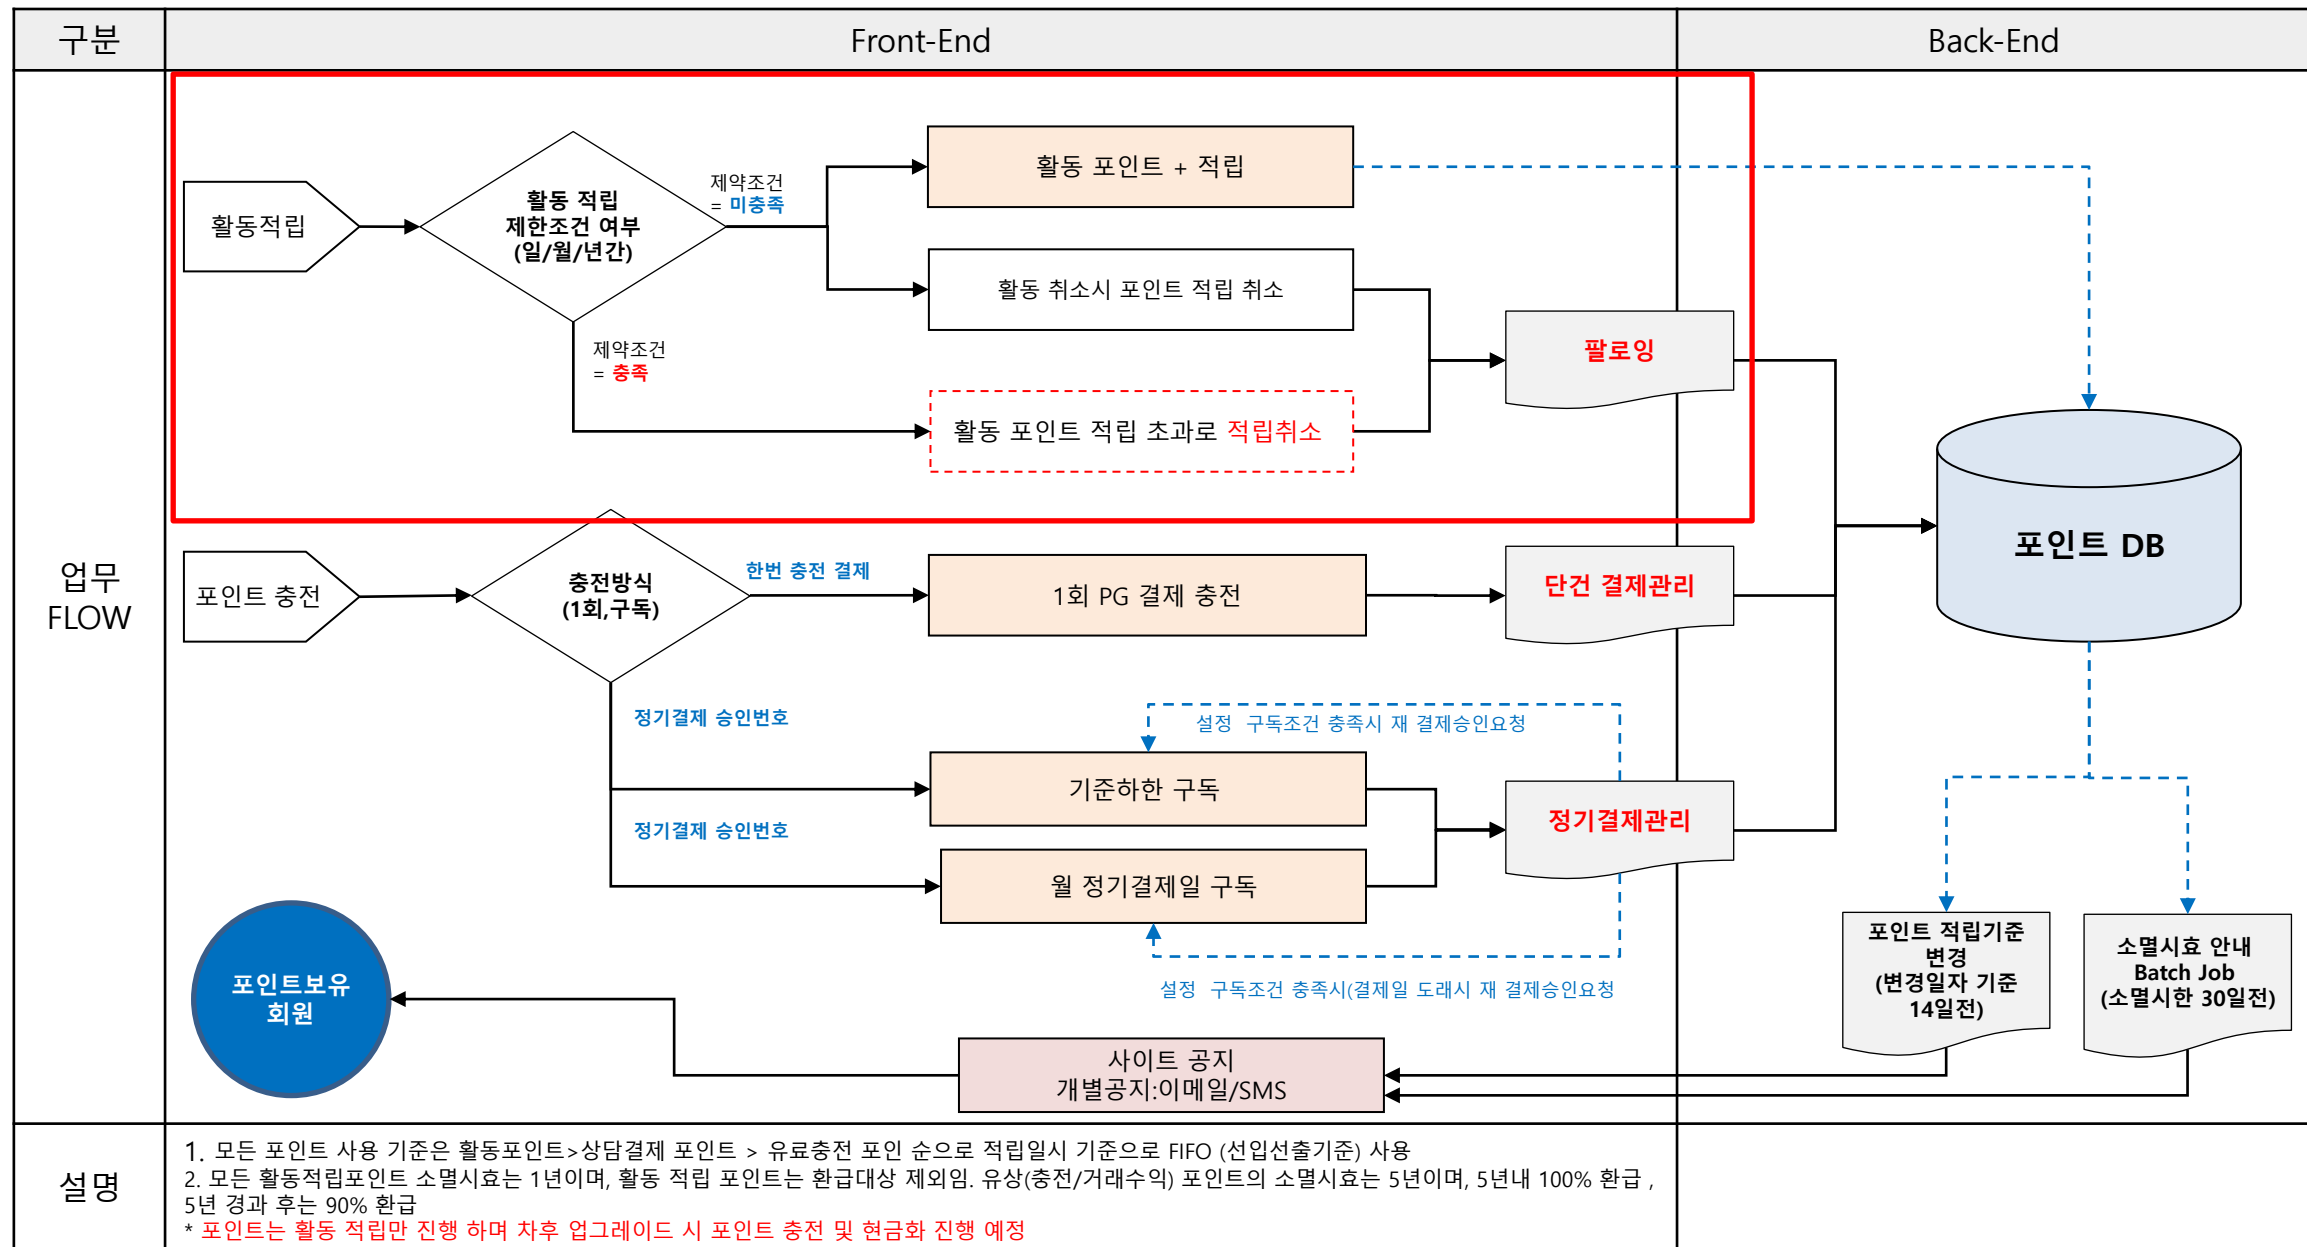 구분
Front-End
Back-End
업무
FLOW
활동적립
활동 적립
제한조건 여부
(일/월/년간)
제약조건
= 미충족
제약조건
= 충족
활동 포인트 + 적립
활동 취소시 포인트 적립 취소
활동 포인트 적립 초과로 적립취소
팔로잉
포인트 DB
포인트 충전
충전방식
(1회,구독)
한번 충전 결제
1회 PG 결제 충전
단건 결제관리
정기결제 승인번호
설정  구독조건 충족시 재 결제승인요청
기준하한 구독
정기결제 승인번호
정기결제관리
월 정기결제일 구독
설정  구독조건 충족시(결제일 도래시 재 결제승인요청
포인트보유
회원
포인트 적립기준
변경
(변경일자 기준
14일전)
소멸시효 안내
Batch Job
(소멸시한 30일전)
사이트 공지
개별공지:이메일/SMS
설명
1. 모든 포인트 사용 기준은 활동포인트>상담결제 포인트 > 유료충전 포인 순으로 적립일시 기준으로 FIFO (선입선출기준) 사용
2. 모든 활동적립포인트 소멸시효는 1년이며, 활동 적립 포인트는 환급대상 제외임. 유상(충전/거래수익) 포인트의 소멸시효는 5년이며, 5년내 100% 환급 ,
5년 경과 후는 90% 환급
* 포인트는 활동 적립만 진행 하며 차후 업그레이드 시 포인트 충전 및 현금화 진행 예정